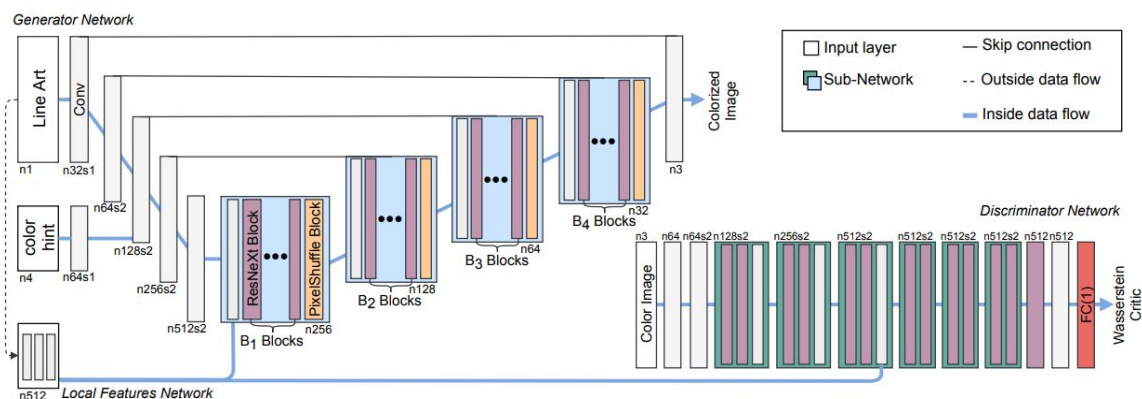 Generator Network
Line Art
n1
Conv
n32s1
n64s2
color
hint
n4
n64s1
n128s2
n256s2
n512s2
ResNeXt Block
PixelShuffle Block
B1 Blocks
n256
B2 Blocks
n128
B3 Blocks
n64
B4 Blocks
n32
n3
Colorized
Image
n512
Local Features Network
Input layer
Skip connection
Sub-Network
Outside data flow
Inside data flow
Discriminator Network
n3
n64
n64s2
n128s2
n256s2
n512s2
n512s2
n512s2
n512s2
n512
n512
Color Image
FC(1)
Wasserstein
Critic